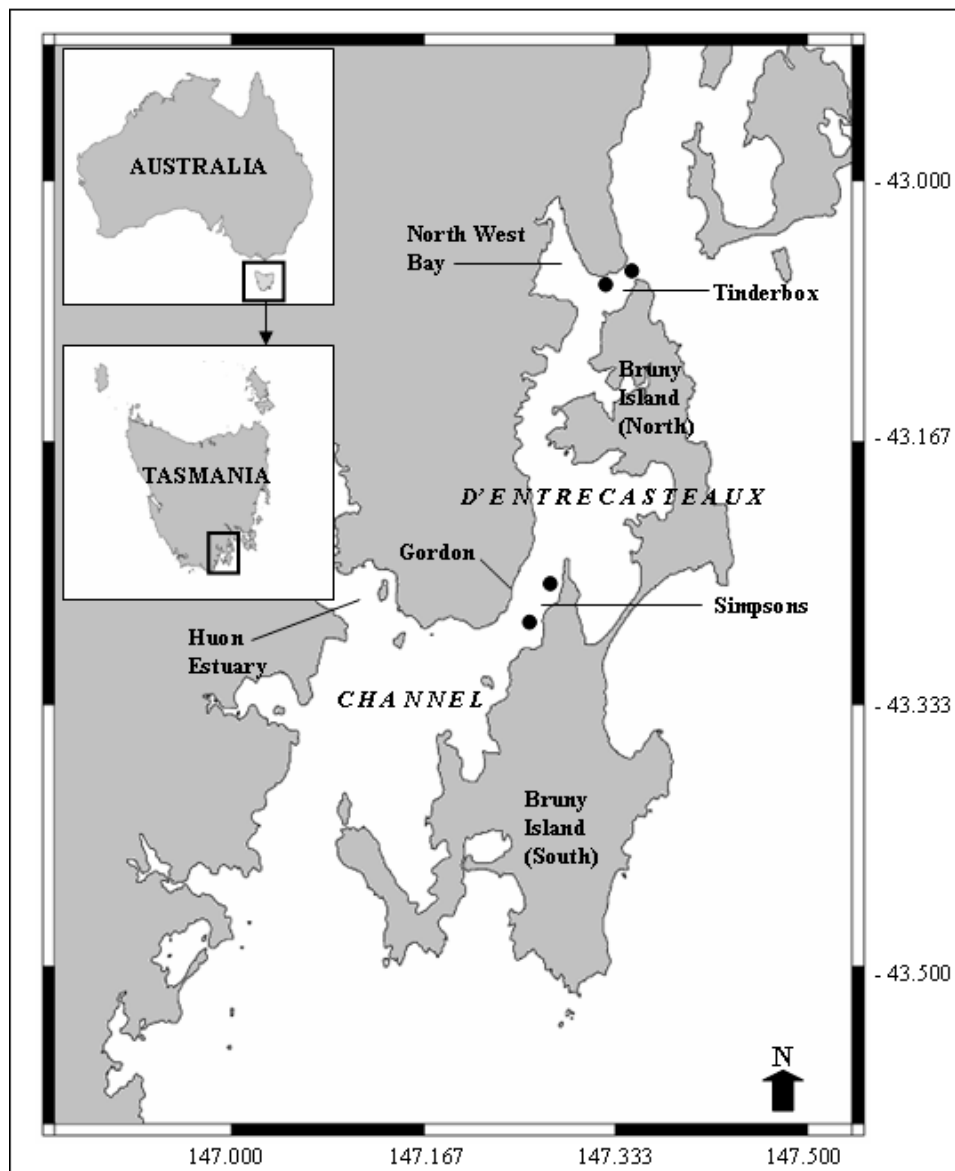 AUSTRALIA
TASMANIA
North West
Bay
Tinderbox
Bruny
Island
(North)
D'ENTRECASTEAUX
Gordon
Simpsons
Huon
Estuary
CHANNEL
Bruny
Island
(South)
N
- 43.000
- 43.167
- 43.333
- 43.500
147.000 147.167 147.333 147.500